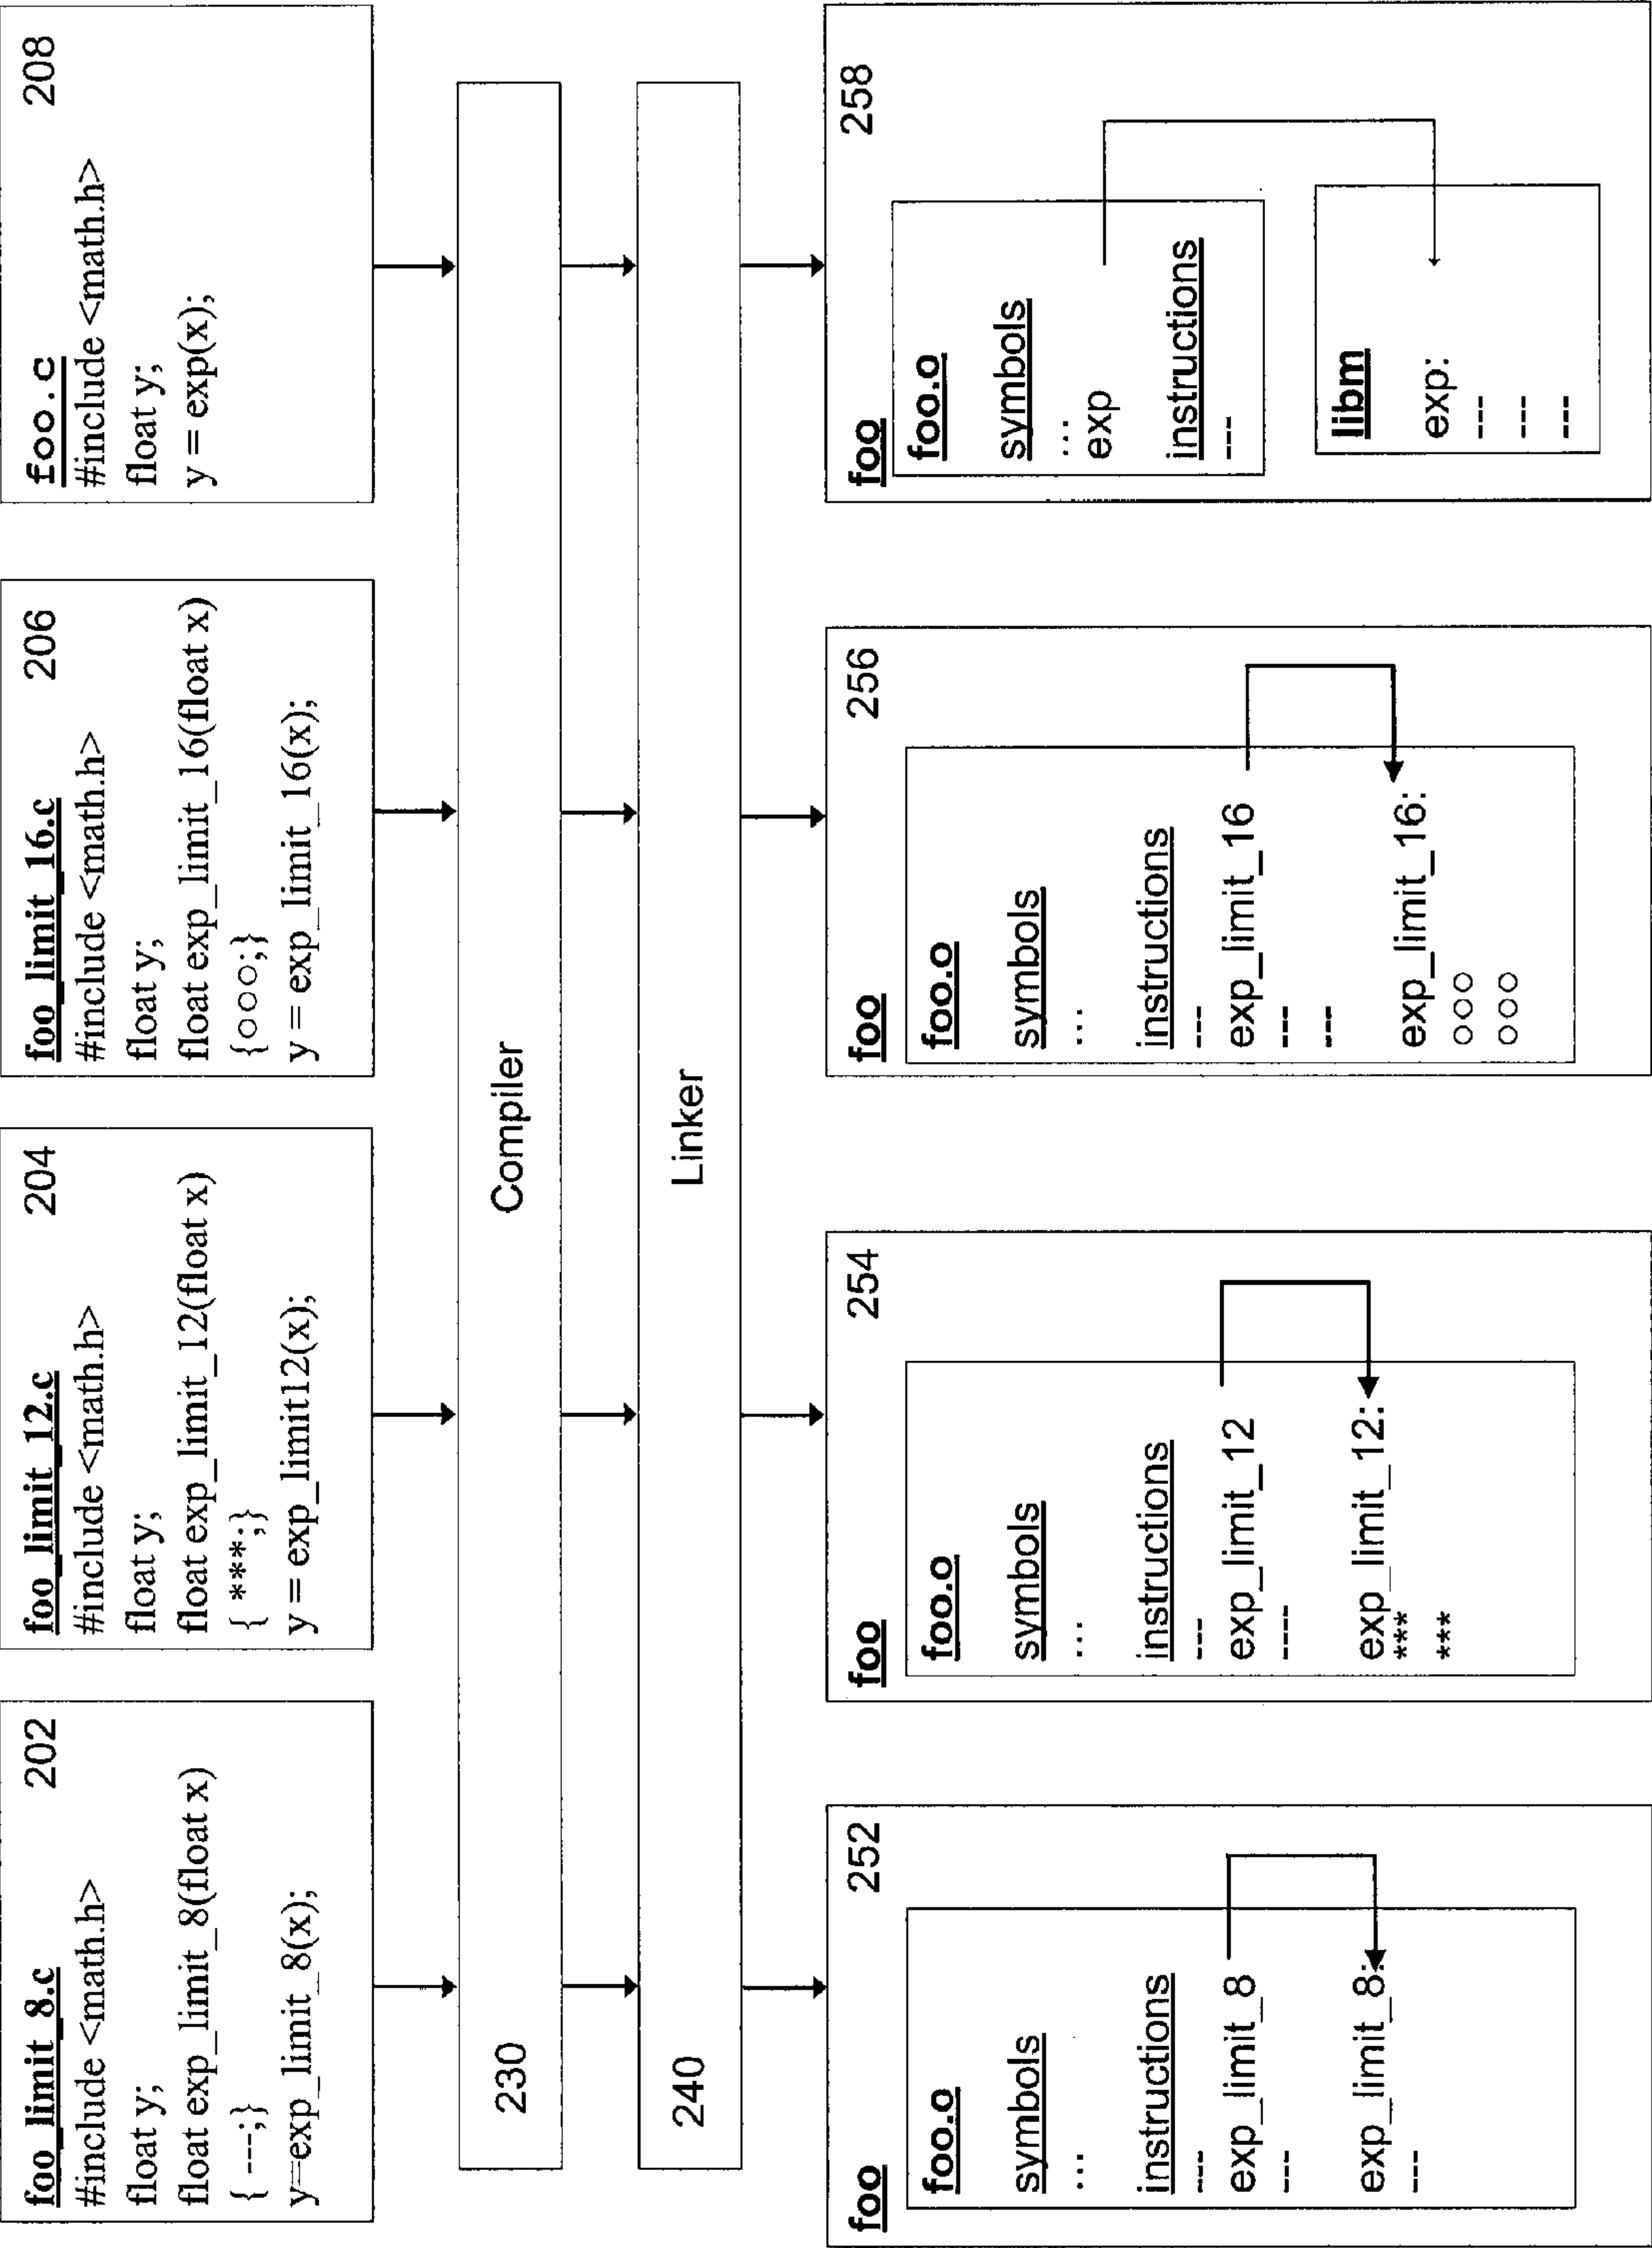 foo_limit_8.c 202
#include <math.h>
float y;
float exp_limit_8(float x)
{ ---;}
y=exp_limit_8(x);
foo_limit_12.c 204
#include <math.h>
float y;
float exp_limit_12(float x)
{ ***;}
y = exp_limit12(x);
foo_limit_16.c 206
#include <math.h>
float y;
float exp_limit_16(float x)
{○○○;}
y = exp_limit_16(x);
foo.c 208
#include <math.h>
float y;
y = exp(x);
230 Compiler
240 Linker
foo 252
foo.o
symbols
...
instructions
---
exp_limit_8
---
exp_limit_8:
---
foo 254
foo.o
symbols
...
instructions
---
exp_limit_12
----
exp_limit_12:
***
***
foo 256
foo.o
symbols
...
instructions
---
exp_limit_16
---
---
exp_limit_16:
○○○
○○○
foo 258
foo.o
symbols
...
exp
instructions
---
libm
exp:
---
---
---